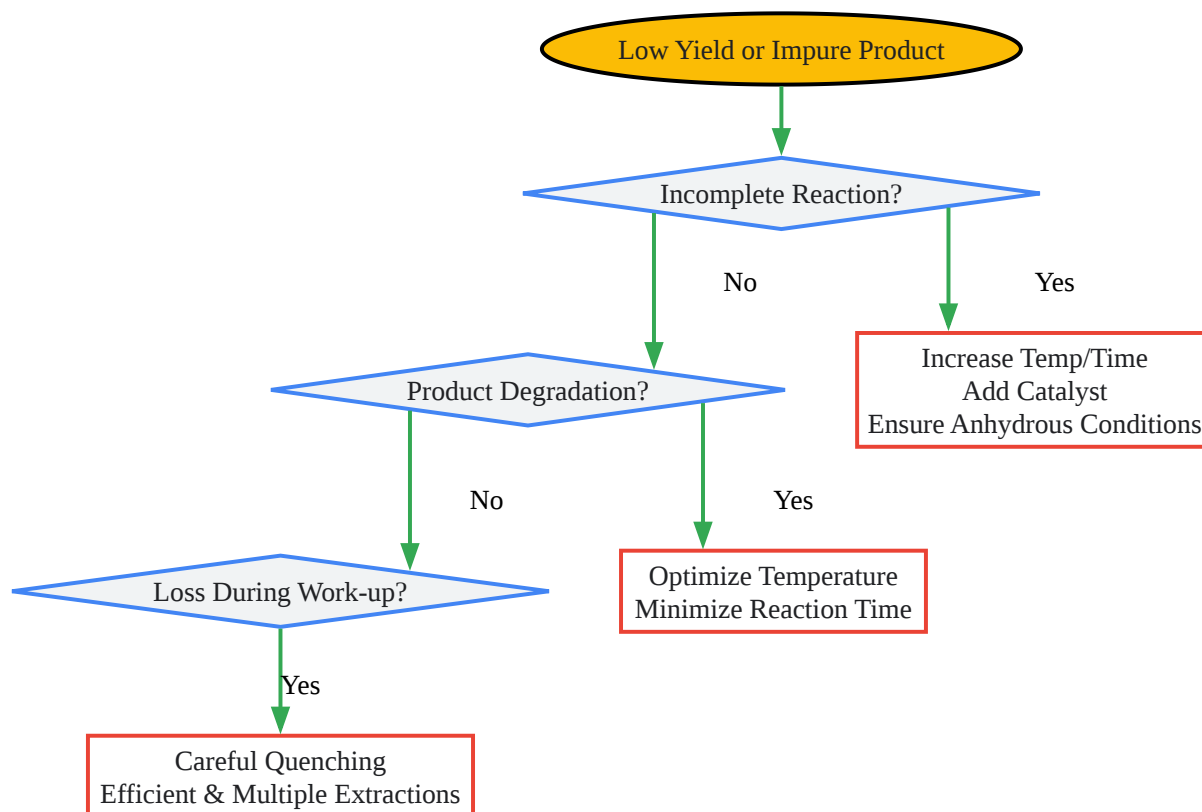 Low Yield or Impure Product
Incomplete Reaction?
No
Yes
Increase Temp/Time
Add Catalyst
Ensure Anhydrous Conditions
Product Degradation?
No
Yes
Optimize Temperature
Minimize Reaction Time
Loss During Work-up?
Yes
Careful Quenching
Efficient & Multiple Extractions